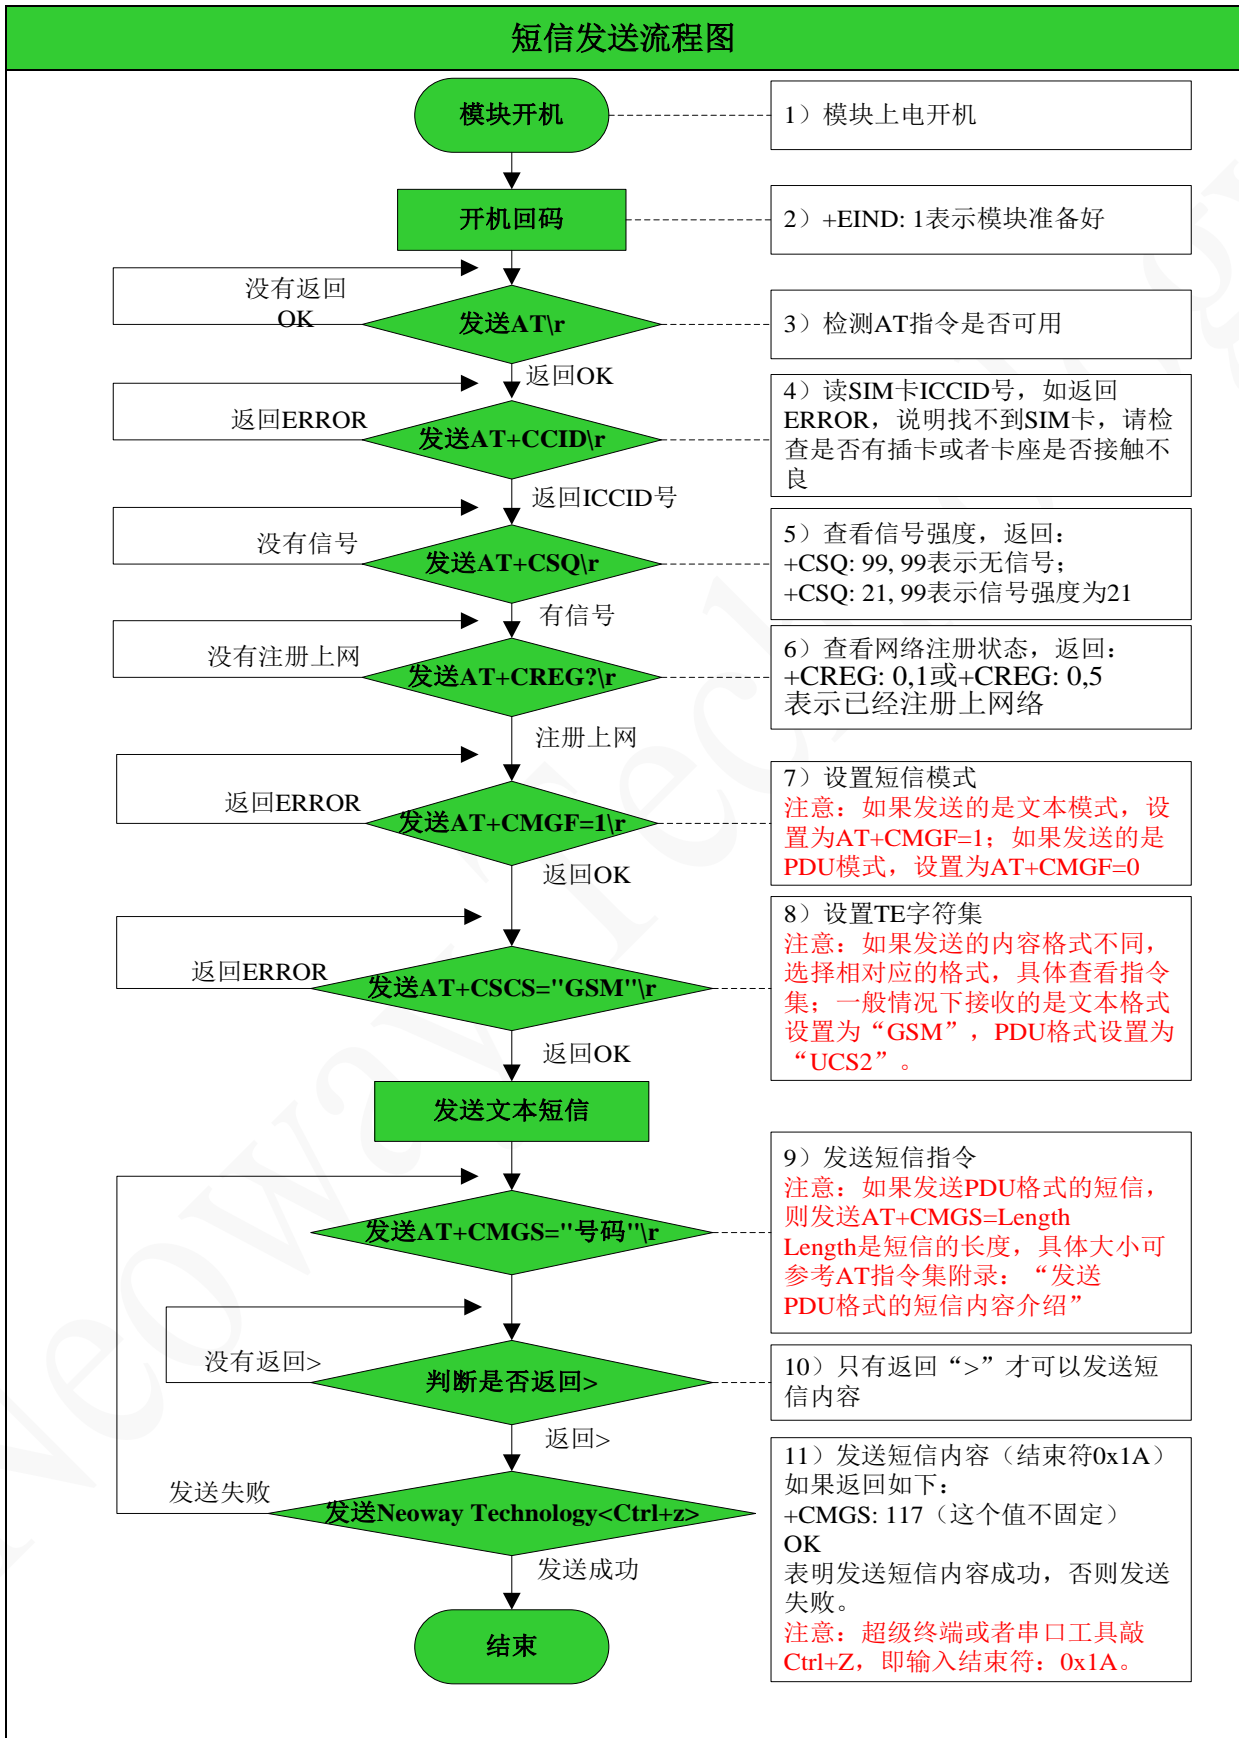 短信发送流程图
模块开机
1）模块上电开机
开机回码
2）+EIND: 1表示模块准备好
没有返回
OK
发送AT\r
3）检测AT指令是否可用
返回OK
返回ERROR
发送AT+CCID\r
4）读SIM卡ICCID号，如返回
ERROR，说明找不到SIM卡，请检
查是否有插卡或者卡座是否接触不
良
返回ICCID号
没有信号
发送AT+CSQ\r
5）查看信号强度，返回：
+CSQ: 99, 99表示无信号；
+CSQ: 21, 99表示信号强度为21
有信号
没有注册上网
发送AT+CREG?\r
6）查看网络注册状态，返回：
+CREG: 0,1或+CREG: 0,5
表示已经注册上网络
注册上网
返回ERROR
发送AT+CMGF=1\r
7）设置短信模式
注意：如果发送的是文本模式，设
置为AT+CMGF=1；如果发送的是
PDU模式，设置为AT+CMGF=0
返回OK
返回ERROR
发送AT+CSCS="GSM"\r
8）设置TE字符集
注意：如果发送的内容格式不同，
选择相对应的格式，具体查看指令
集；一般情况下接收的是文本格式
设置为“GSM”，PDU格式设置为
“UCS2”。
返回OK
发送文本短信
发送AT+CMGS="号码"\r
9）发送短信指令
注意：如果发送PDU格式的短信，
则发送AT+CMGS=Length
Length是短信的长度，具体大小可
参考AT指令集附录：“发送
PDU格式的短信内容介绍”
没有返回>
判断是否返回>
10）只有返回“>”才可以发送短
信内容
返回>
发送失败
发送Neoway Technology<Ctrl+z>
11）发送短信内容（结束符0x1A）
如果返回如下：
+CMGS: 117（这个值不固定）
OK
表明发送短信内容成功，否则发送
失败。
注意：超级终端或者串口工具敲
Ctrl+Z，即输入结束符：0x1A。
发送成功
结束
Neoway Technology